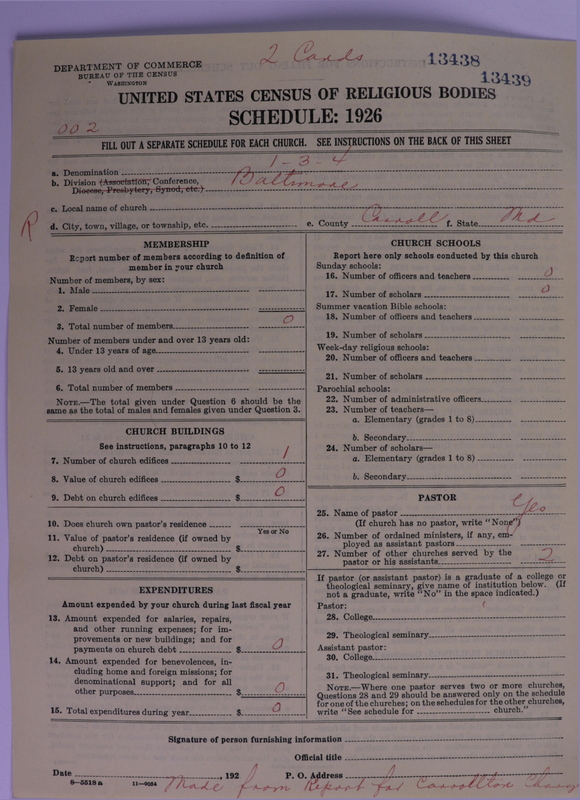 2 Cards
13438
13439
DEPARTMENT OF COMMERCE
BUREAU OF THE CENSUS
WASHINGTON
UNITED STATES CENSUS OF RELIGIOUS BODIES
SCHEDULE: 1926
002
FILL OUT A SEPARATE SCHEDULE FOR EACH CHURCH. SEE INSTRUCTIONS ON THE BACK OF THIS SHEET
a. Denomination 1-3-4
b. Division (Association, Conference, Diocese, Presbytery, Synod, etc.) Baltimore
c. Local name of church
R
d. City, town, village, or township, etc. e. County Carroll f. State Md
MEMBERSHIP
Report number of members according to definition of
member in your church
Number of members, by sex:
1. Male
2. Female
3. Total number of members 0
Number of members under and over 13 years old:
4. Under 13 years of age
5. 13 years old and over
6. Total number of members
NOTE.—The total given under Question 6 should be
same as the total of males and females given under Question 3.
CHURCH BUILDINGS
See instructions, paragraphs 10 to 12
7. Number of church edifices 1
8. Value of church edifices $ 0
9. Debt on church edifices $ 0
10. Does church own pastor's residence
Yes or No
11. Value of pastor's residence (if owned by
church) $
12. Debt on pastor's residence (if owned by
church) $
EXPENDITURES
Amount expended by your church during last fiscal year
13. Amount expended for salaries, repairs,
and other running expenses; for im-
provements or new buildings; and for
payments on church debt $ 0
14. Amount expended for benevolences, in-
cluding home and foreign missions; for
denominational support; and for all
other purposes $ 0
15. Total expenditures during year $ 0
CHURCH SCHOOLS
Report here only schools conducted by this church
Sunday schools:
16. Number of officers and teachers 0
17. Number of scholars 0
Summer vacation Bible schools:
18. Number of officers and teachers
19. Number of scholars
Week-day religious schools:
20. Number of officers and teachers
21. Number of scholars
Parochial schools:
22. Number of administrative officers
23. Number of teachers—
a. Elementary (grades 1 to 8)
b. Secondary
24. Number of scholars—
a. Elementary (grades 1 to 8)
b. Secondary
PASTOR
25. Name of pastor Yes
(If church has no pastor, write "None")
26. Number of ordained ministers, if any, em-
ployed as assistant pastors
27. Number of other churches served by the
pastor or his assistants 2
If pastor (or assistant pastor) is a graduate of a college or
theological seminary, give name of institution below. (If
not a graduate, write "No" in the space indicated.)
Pastor:
28. College
29. Theological seminary
Assistant pastor:
30. College
31. Theological seminary
NOTE.—Where one pastor serves two or more churches,
Questions 28 and 29 should be answered only on the schedule
for one of the churches; on the schedules for the other churches,
write "See schedule for church."
Signature of person furnishing information
Official title
Date , 192 P. O. Address
8—5518 a 11—9064 Made from Report for Carrollton